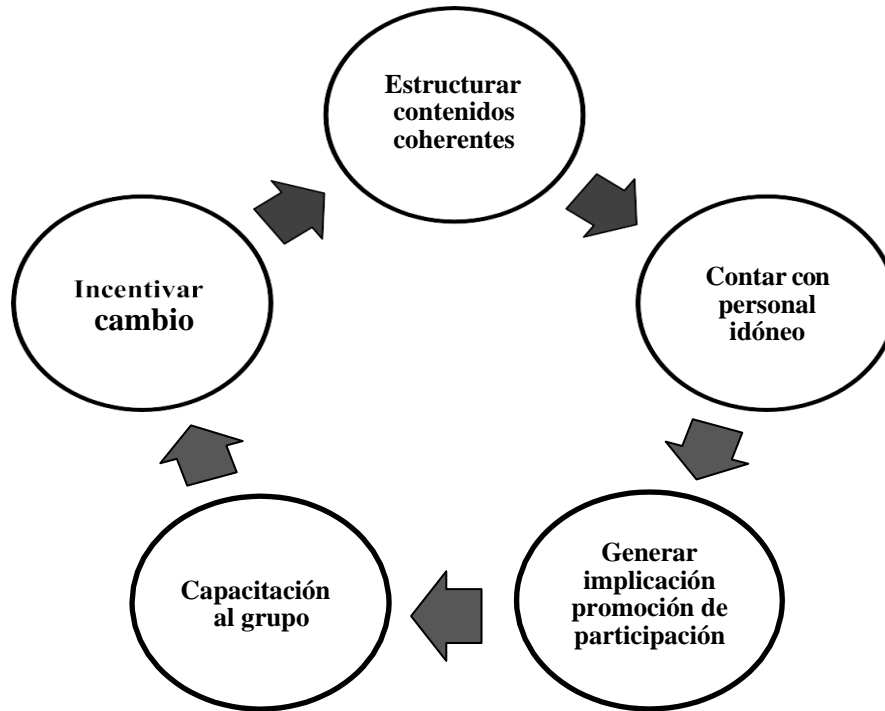 Estructurar
contenidos
coherentes
Contar con
personal
idóneo
Generar
implicación
promoción de
participación
Capacitación
al grupo
Incentivar
cambio